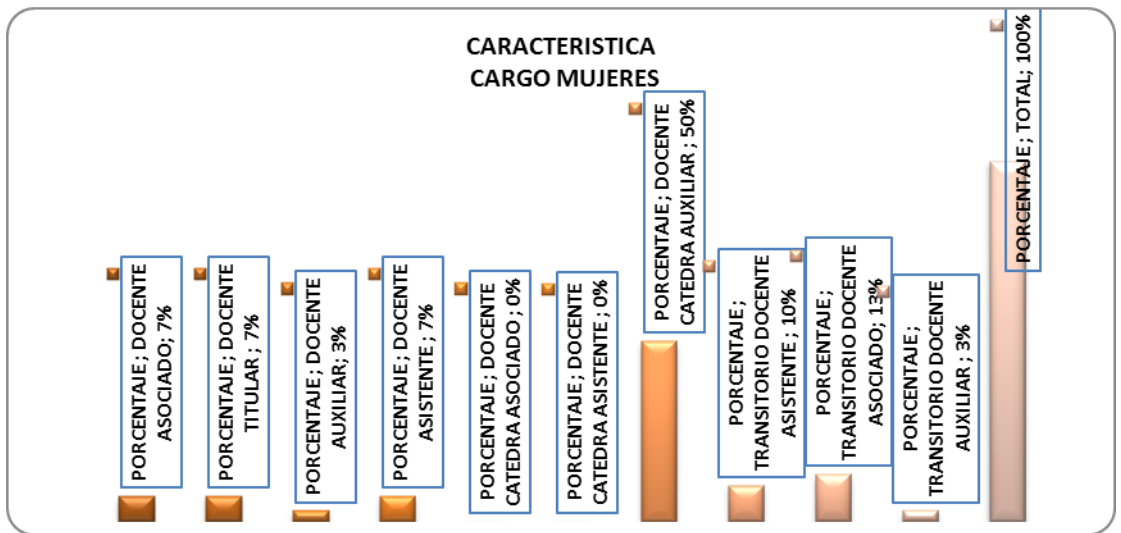 CARACTERISTICA
CARGO MUJERES
PORCENTAJE; DOCENTE
ASOCIADO; 7%
PORCENTAJE; DOCENTE
TITULAR ; 7%
PORCENTAJE; DOCENTE
AUXILIAR; 3%
PORCENTAJE; DOCENTE
ASISTENTE ; 7%
PORCENTAJE; DOCENTE
CATEDRA ASOCIADO ; 0%
PORCENTAJE; DOCENTE
CATEDRA ASISTENTE ; 0%
PORCENTAJE; DOCENTE
CATEDRA AUXILIAR ; 50%
PORCENTAJE ;
TRANSITORIO DOCENTE
ASISTENTE ; 10%
PORCENTAJE;
TRANSITORIO DOCENTE
ASOCIADO; 13%
PORCENTAJE;
TRANSITORIO DOCENTE
AUXILIAR ; 3%
PORCENTAJE ; TOTAL; 100%